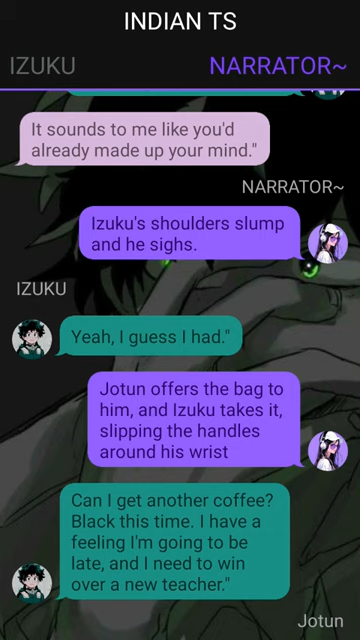 INDIAN TS
IZUKU
NARRATOR~
It sounds to me like you'd
already made up your mind."
NARRATOR~
Izuku's shoulders slump
and he sighs.
IZUKU
Yeah, I guess I had."
Jotun offers the bag to
him, and Izuku takes it,
slipping the handles
around his wrist
Can I get another coffee?
Black this time. I have a
feeling I'm going to be
late, and I need to win
over a new teacher."
Jotun